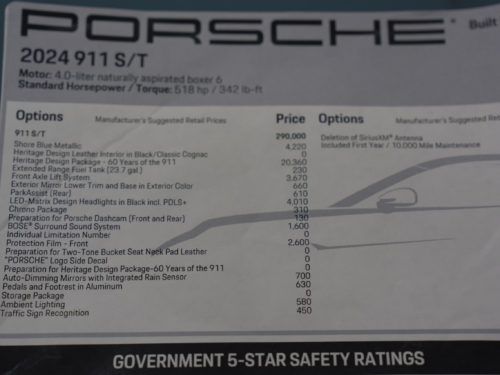 PORSCHE
Built
2024 911 S/T
Motor: 4.0-liter naturally aspirated boxer 6
Standard Horsepower / Torque: 518 hp / 342 lb-ft
Options Manufacturer's Suggested Retail Prices Price
911 S/T 290,000
Shore Blue Metallic 4,220
Heritage Design Leather Interior in Black/Classic Cognac 0
Heritage Design Package - 60 Years of the 911 20,360
Extended Range Fuel Tank (23.7 gal.) 230
Front Axle Lift System 3,670
Exterior Mirror Lower Trim and Base in Exterior Color 660
ParkAssist (Rear) 610
LED-Matrix Design Headlights in Black incl. PDLS+ 4,010
Chrono Package 310
Preparation for Porsche Dashcam (Front and Rear) 130
BOSE® Surround Sound System 1,600
Individual Limitation Number 0
Protection Film - Front 2,600
Preparation for Two-Tone Bucket Seat Neck Pad Leather 0
"PORSCHE" Logo Side Decal 0
Preparation for Heritage Design Package-60 Years of the 911 0
Auto-Dimming Mirrors with Integrated Rain Sensor 700
Pedals and Footrest in Aluminum 630
Storage Package 0
Ambient Lighting 580
Traffic Sign Recognition 450
Options Manufacturer's Suggested Ret
Deletion of SiriusXM® Antenna
Included First Year / 10,000 Mile Maintenance
GOVERNMENT 5-STAR SAFETY RATINGS